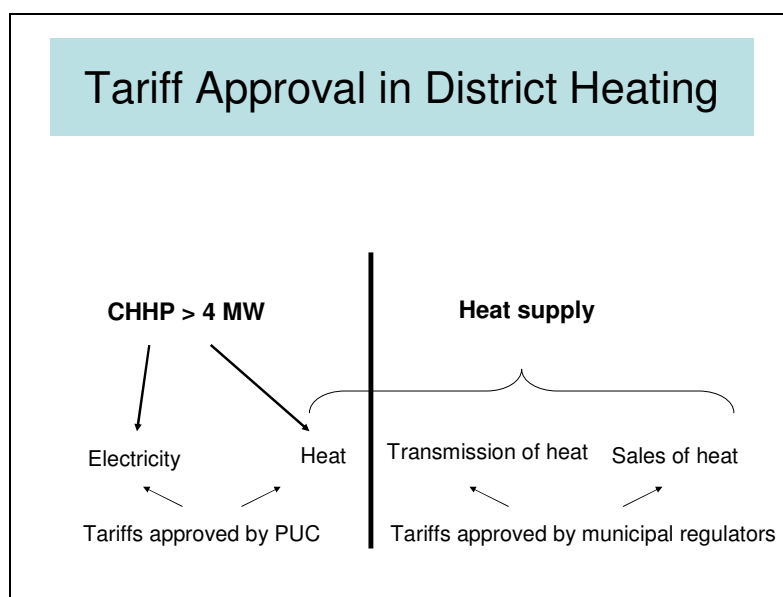 Tariff Approval in District Heating
CHHP > 4 MW
Heat supply
Electricity
Heat
Transmission of heat
Sales of heat
Tariffs approved by PUC
Tariffs approved by municipal regulators